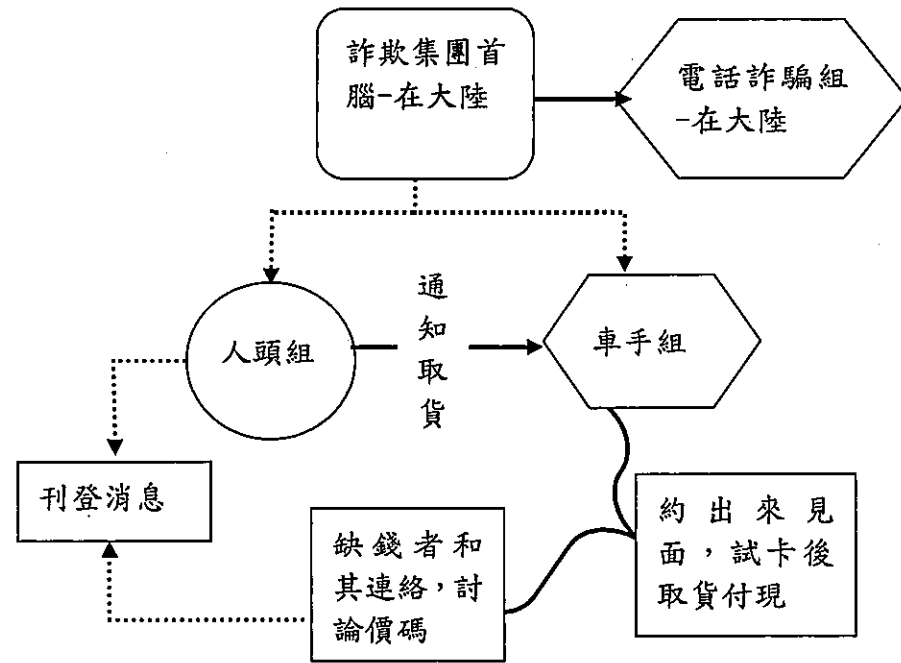 詐欺集團首
腦-在大陸
電話詐騙組
-在大陸
人頭組
通
知
取
貨
車手組
刊登消息
缺錢者和
其連絡，討
論價碼
約出來見
面，試卡後
取貨付現